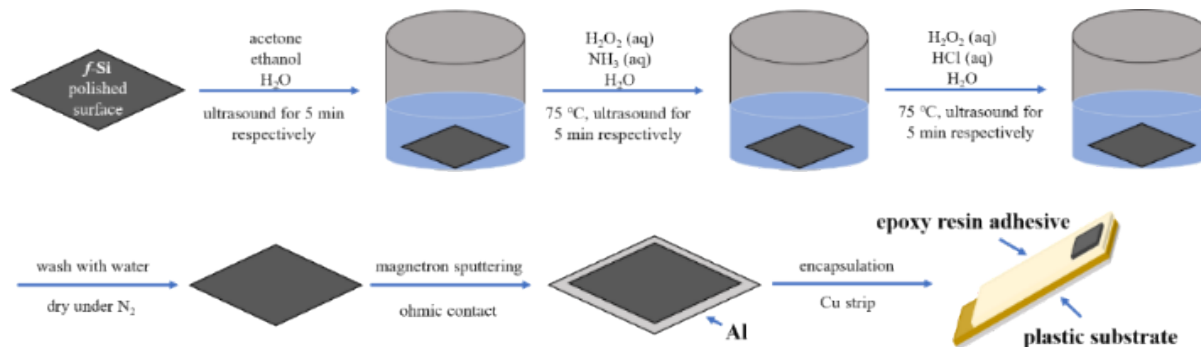 f-Si
polished
surface
acetone
ethanol
H₂O
ultrasound for 5 min
respectively
H₂O₂ (aq)
NH₃ (aq)
H₂O
75 °C, ultrasound for
5 min respectively
H₂O₂ (aq)
HCl (aq)
H₂O
75 °C, ultrasound for
5 min respectively
wash with water
dry under N₂
magnetron sputtering
ohmic contact
Al
encapsulation
Cu strip
epoxy resin adhesive
plastic substrate